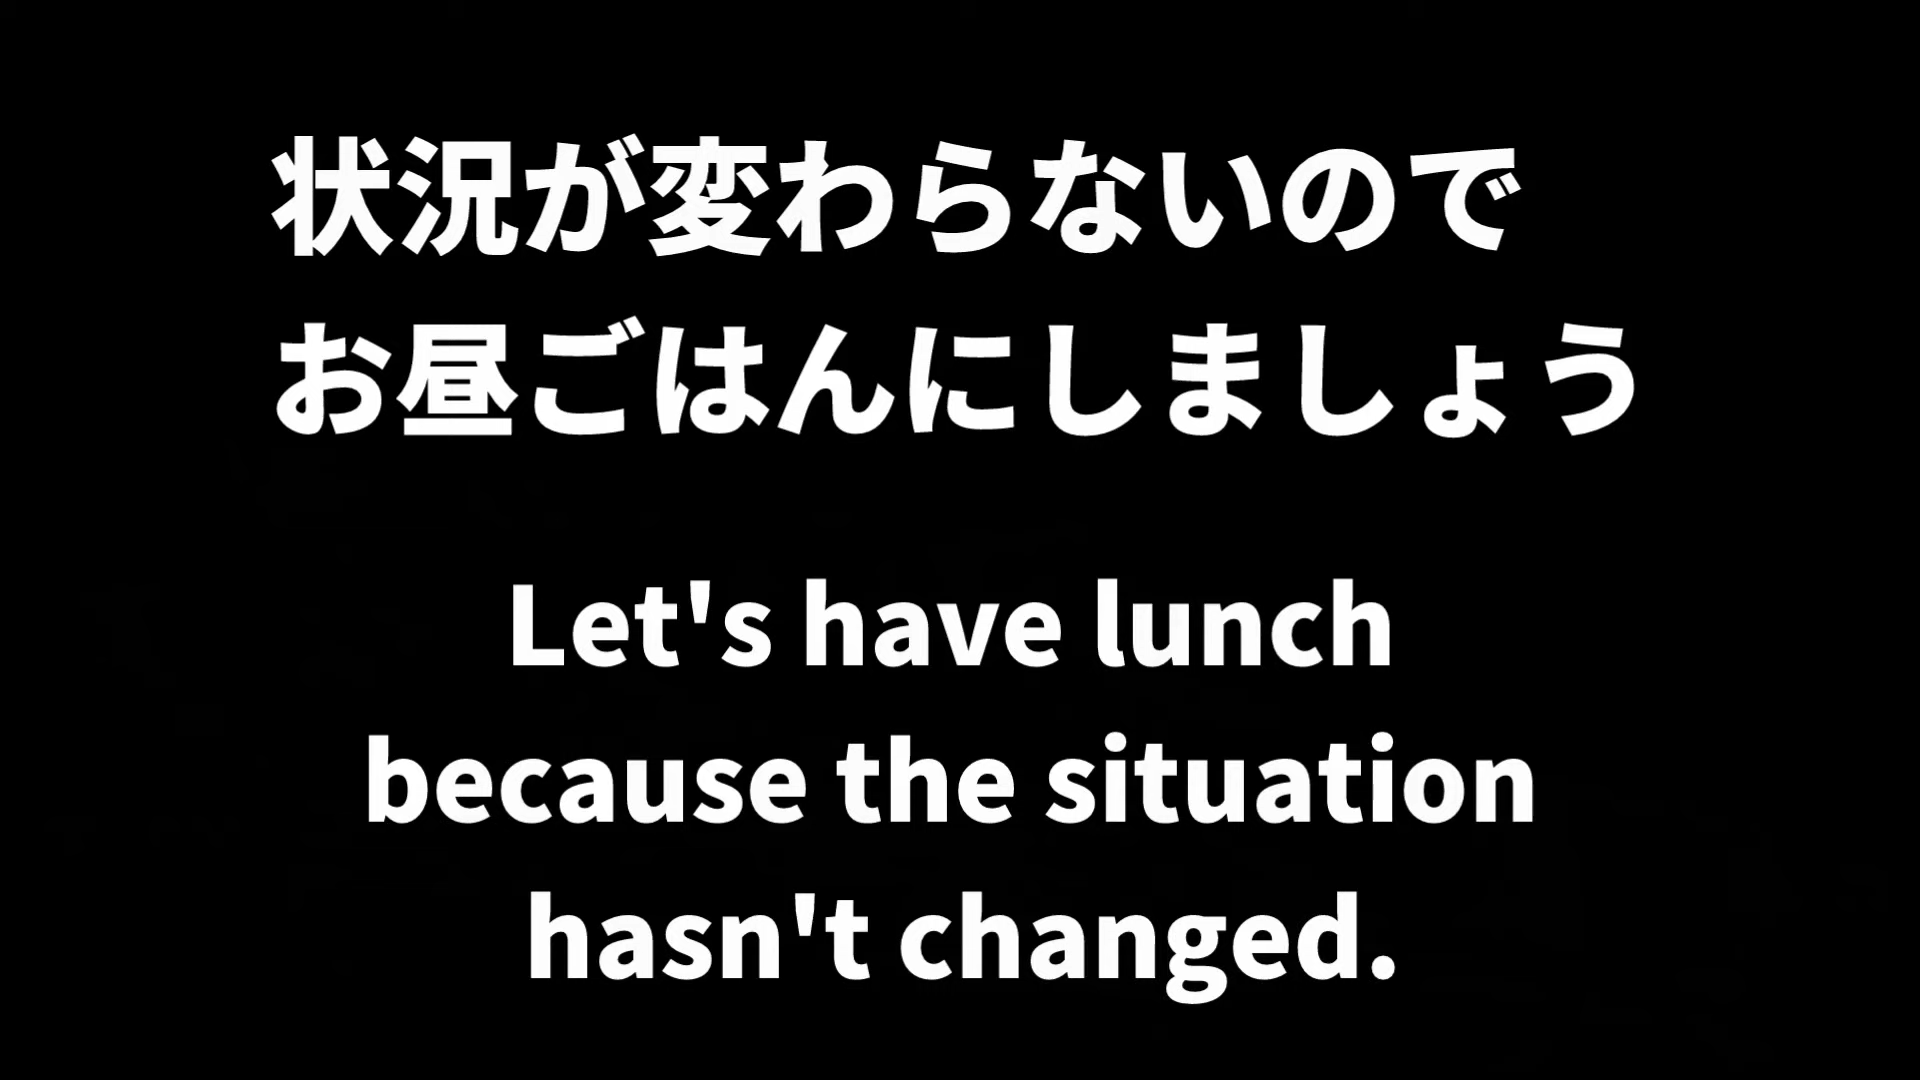 状況が変わらないので
お昼ごはんにしましょう
Let's have lunch
because the situation
hasn't changed.